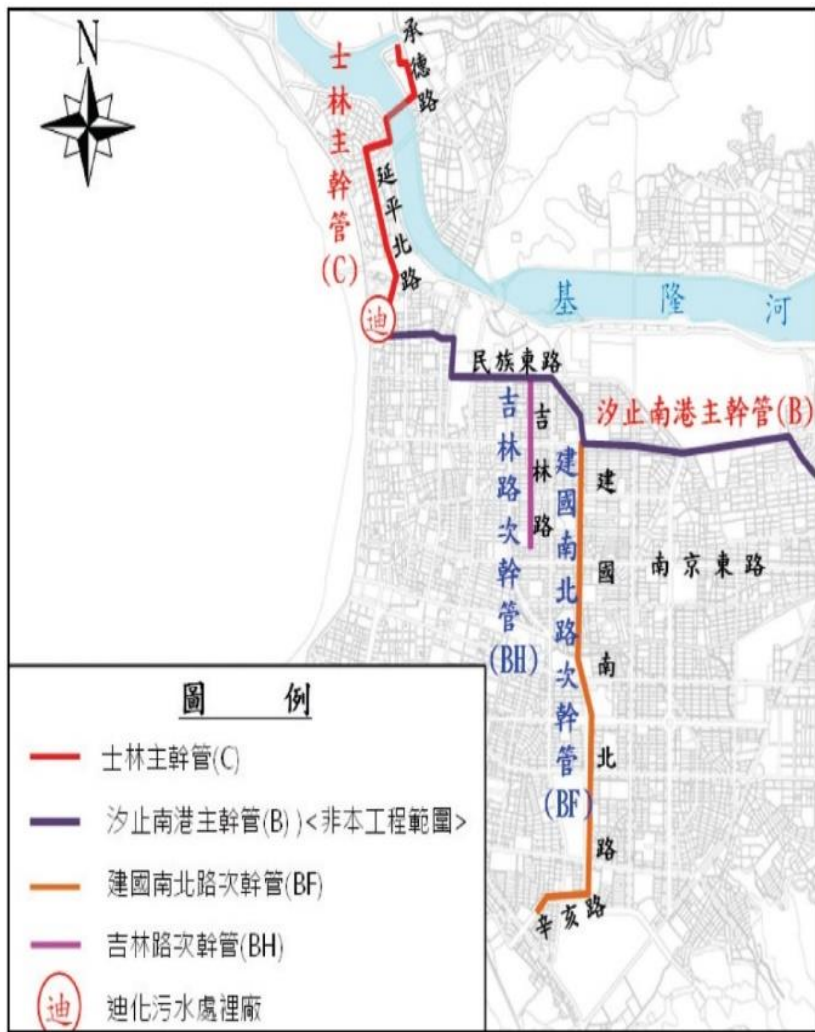 N
承德路
士林主幹管(C)
延平北路
迪
基隆河
民族東路
汐止南港主幹管(B)
吉林路次幹管(BH)
吉林路
建國南北路次幹管(BF)
建國南北路
南京東路
辛亥路
圖 例
士林主幹管(C)
汐止南港主幹管(B) )<非本工程範圍>
建國南北路次幹管(BF)
吉林路次幹管(BH)
迪 迪化污水處裡廠